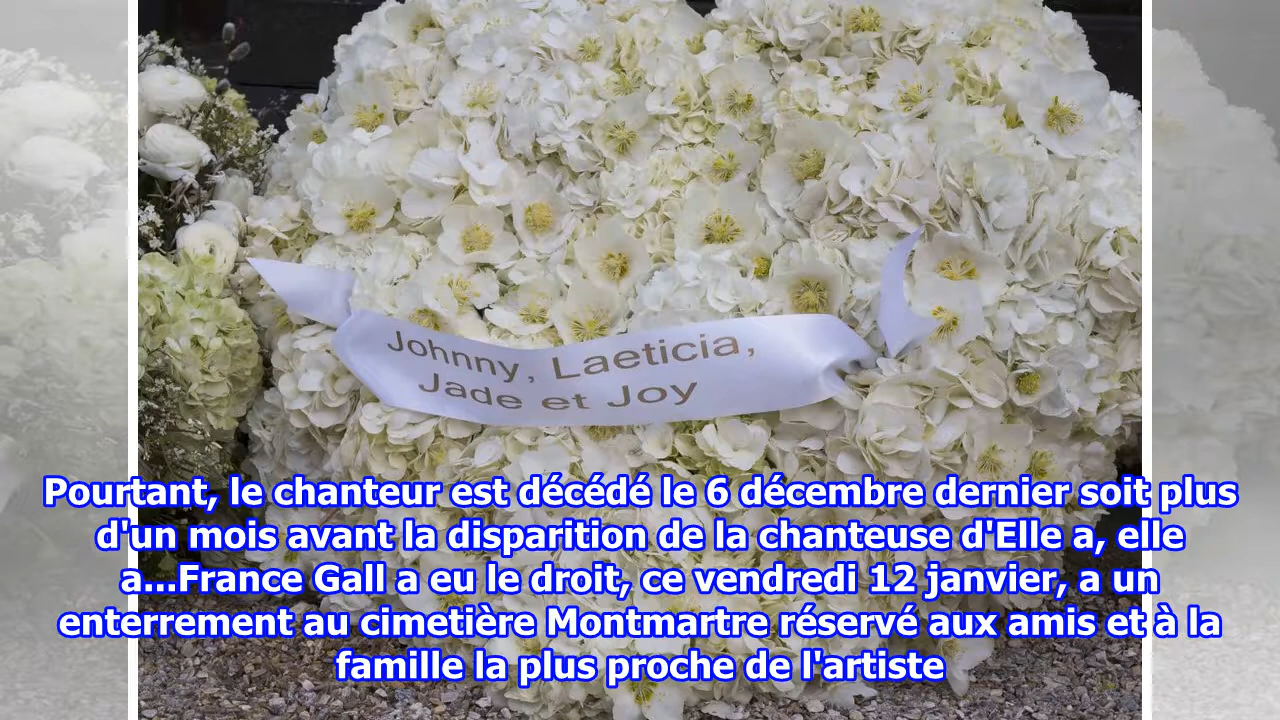 Johnny, Laeticia,
Jade et Joy
Pourtant, le chanteur est décédé le 6 décembre dernier soit plus
d'un mois avant la disparition de la chanteuse d'Elle a, elle
a...France Gall a eu le droit, ce vendredi 12 janvier, a un
enterrement au cimetière Montmartre réservé aux amis et à la
famille la plus proche de l'artiste